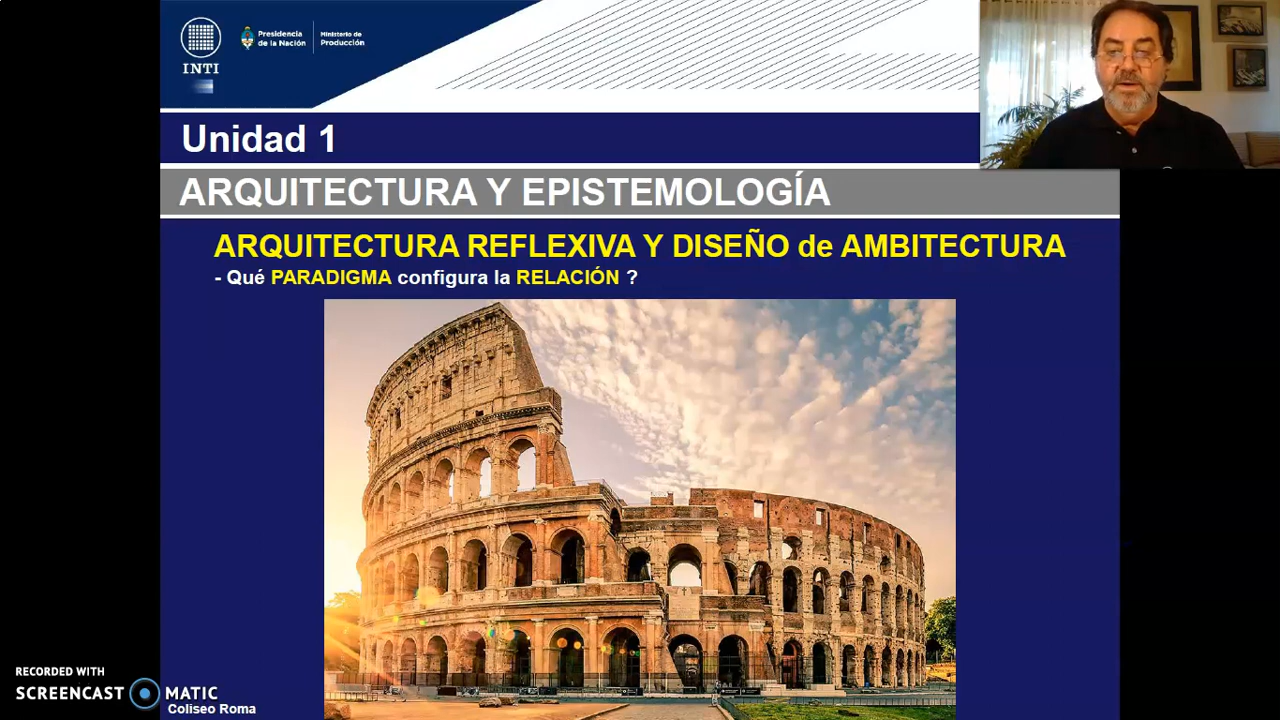 INTI
Presidencia
de la Nación
Ministerio de
Producción
Unidad 1
ARQUITECTURA Y EPISTEMOLOGÍA
ARQUITECTURA REFLEXIVA Y DISEÑO de AMBITECTURA
- Qué PARADIGMA configura la RELACIÓN ?
RECORDED WITH
SCREENCAST MATIC
Coliseo Roma